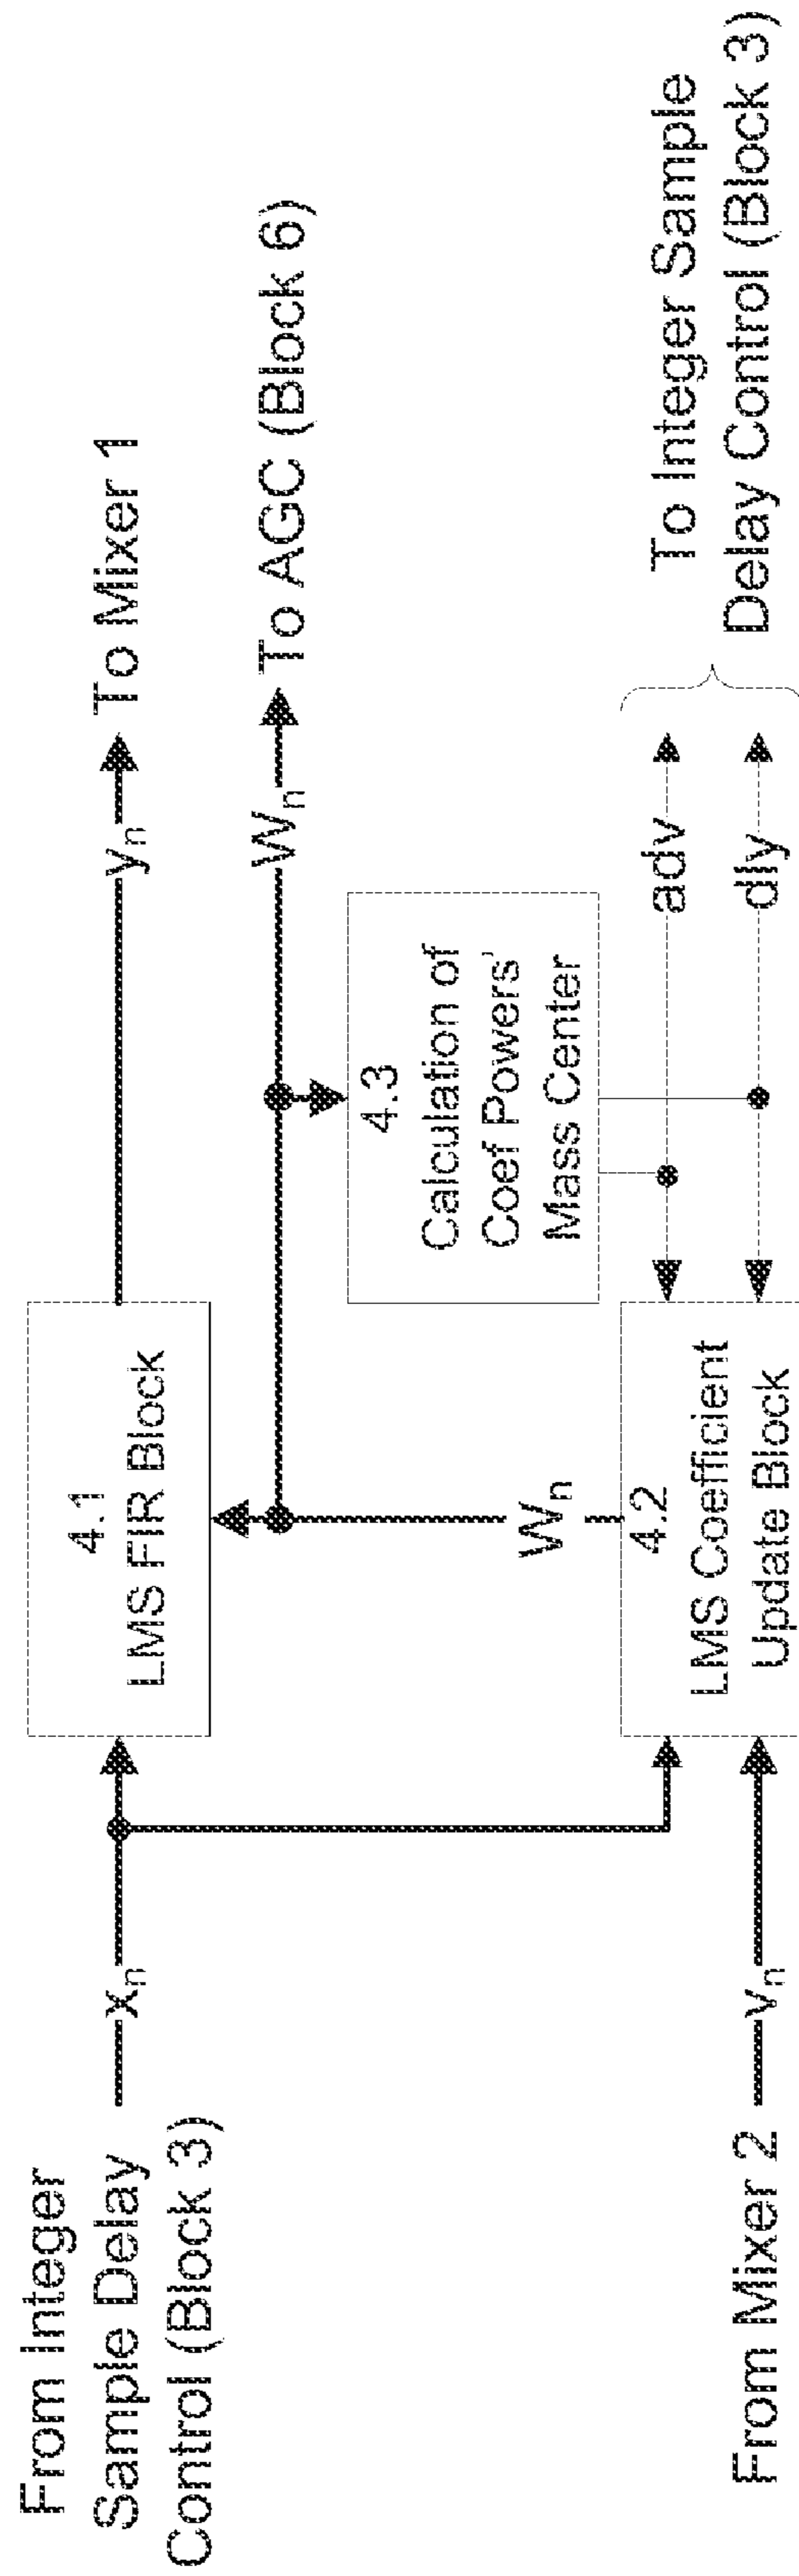 From Integer
Sample Delay
Control (Block 3)
xn
4.1
LMS FIR Block
yn
To Mixer 1
Wn
To AGC (Block 6)
Wn
4.3
Calculation of
Coef Powers'
Mass Center
From Mixer 2
vn
4.2
LMS Coefficient
Update Block
adv
dly
To Integer Sample
Delay Control (Block 3)